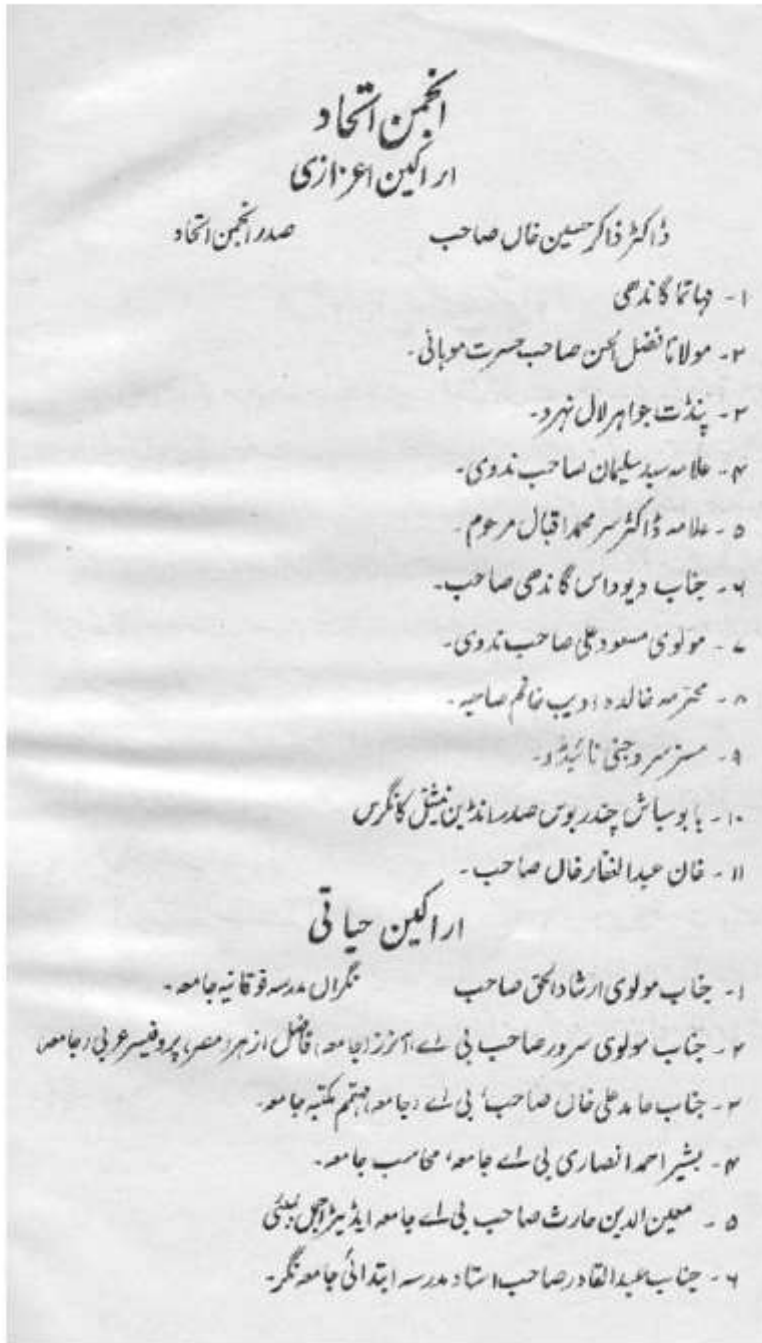 انجمن اتحاد
اراکین اعزازی
ڈاکٹر ذاکر حسین خاں صاحب صدر انجمن اتحاد
۱- مہاتما گاندھی
۲- مولانا فضل الحسن صاحب حسرت موہانی۔
۳- پنڈت جواہر لال نہرو۔
۴- علامہ سید سلیمان صاحب ندوی۔
۵- علامہ ڈاکٹر سر محمد اقبال مرحوم۔
۶- جناب دیوداس گاندھی صاحب۔
۷- مولوی مسعود علی صاحب ندوی۔
۸- محترمہ خالدہ ادیب خانم صاحبہ۔
۹- مسز سروجنی نائیڈو۔
۱۰- بابو سباش چندر بوس صدر انڈین نیشنل کانگرس
۱۱- خان عبدالغفار خاں صاحب۔
اراکین حیاتی
۱- جناب مولوی ارشاد الحق صاحب نگراں مدرسہ فوقانیہ جامعہ۔
۲- جناب مولوی سرور صاحب بی اے، آنرز (جامعہ) فاضل ازہر (مصر) پروفیسر عربی (جامعہ)
۳- جناب حامد علی خاں صاحب، بی اے (جامعہ) مہتمم مکتبہ جامعہ۔
۴- بشیر احمد انصاری بی اے جامعہ، محاسب جامعہ۔
۵- معین الدین حارث صاحب بی اے جامعہ ایڈیٹر اجمل بمبئی
۶- جناب عبدالقادر صاحب استاد مدرسہ ابتدائی جامعہ نگر۔